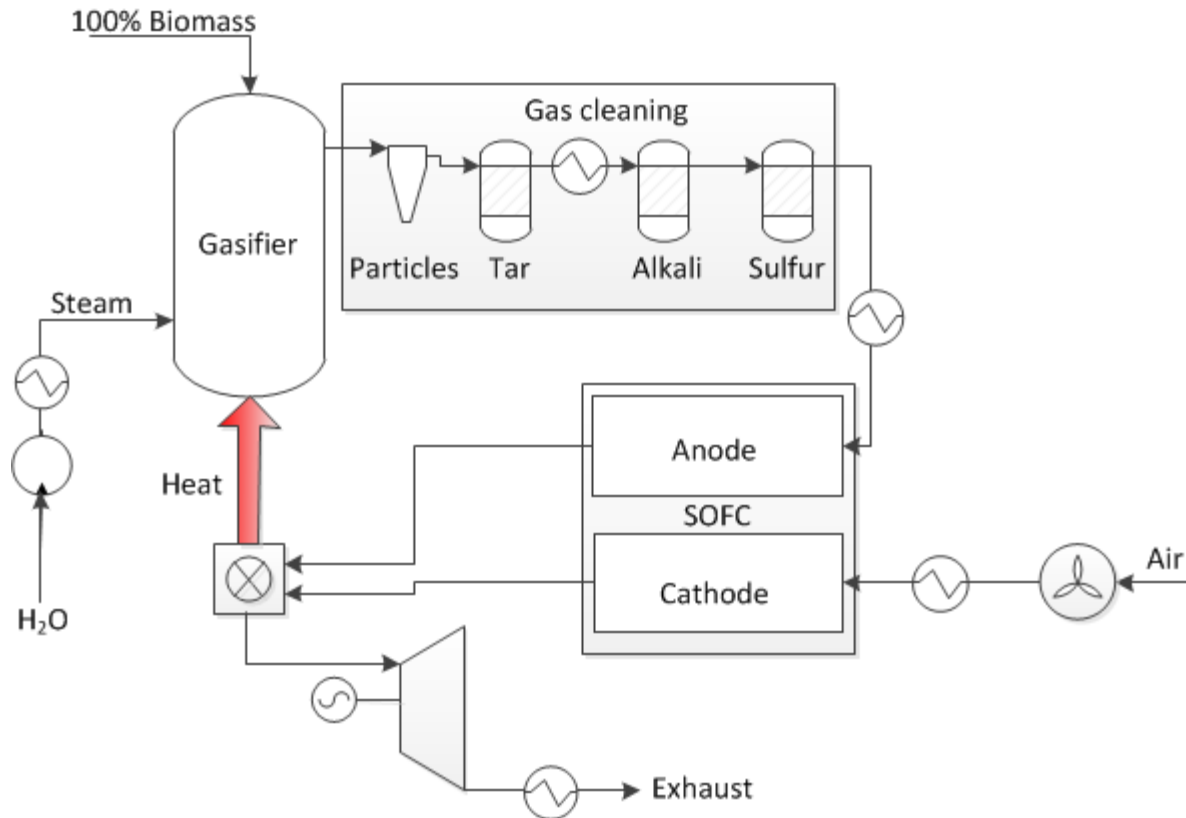 100% Biomass
Gas cleaning
Gasifier
Particles
Tar
Alkali
Sulfur
Steam
Anode
Heat
SOFC
Air
Cathode
H₂O
Exhaust